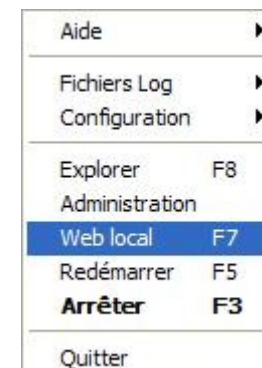 Aide
Fichiers Log
Configuration
Explorer F8
Administration
Web local F7
Redémarrer F5
Arrêter F3
Quitter